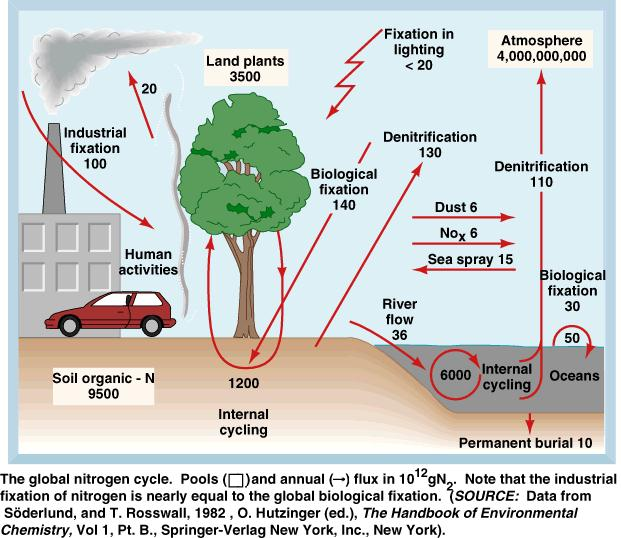 Fixation in
lighting
< 20
Atmosphere
4,000,000,000
Land plants
3500
20
Industrial
fixation
100
Denitrification
130
Biological
fixation
140
Denitrification
110
Dust 6
Nox 6
Sea spray 15
Human
activities
Biological
fixation
30
River
flow
36
50
Soil organic - N
9500
1200
Internal
cycling
6000
Internal
cycling
Oceans
Permanent burial 10
The global nitrogen cycle. Pools (□) and annual (→) flux in 10¹²gN₂. Note that the industrial
fixation of nitrogen is nearly equal to the global biological fixation. (SOURCE: Data from
Söderlund, and T. Rosswall, 1982 , O. Hutzinger (ed.), The Handbook of Environmental
Chemistry, Vol 1, Pt. B., Springer-Verlag New York, Inc., New York).